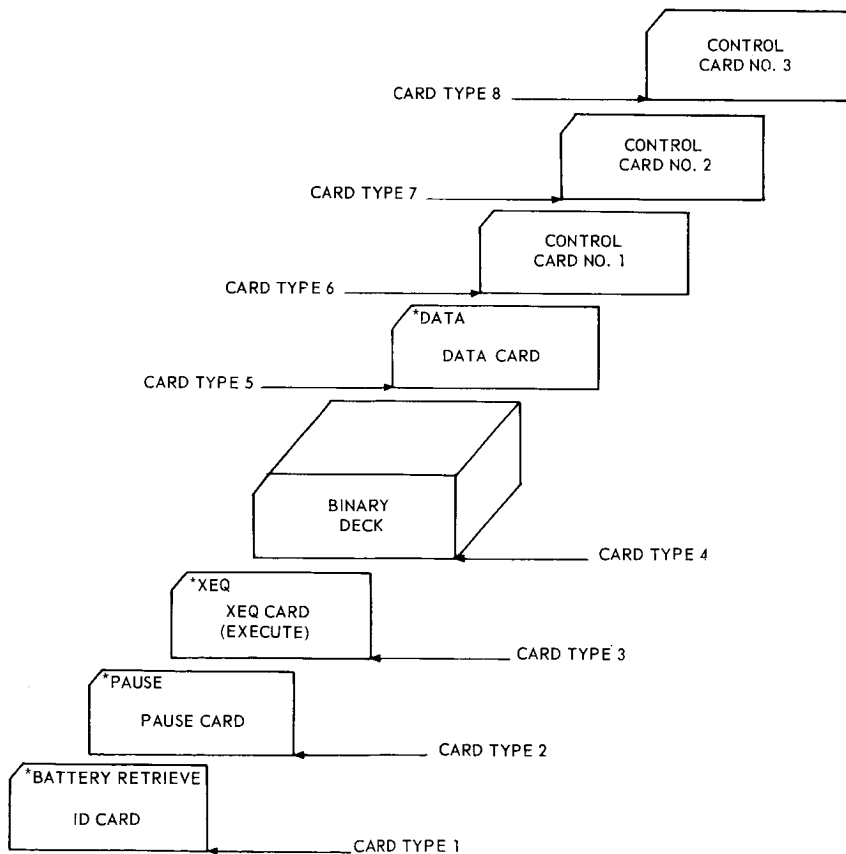 CONTROL
CARD NO. 3
CARD TYPE 8
CONTROL
CARD NO. 2
CARD TYPE 7
CONTROL
CARD NO. 1
CARD TYPE 6
*DATA
DATA CARD
CARD TYPE 5
BINARY
DECK
CARD TYPE 4
*XEQ
XEQ CARD
(EXECUTE)
CARD TYPE 3
*PAUSE
PAUSE CARD
CARD TYPE 2
*BATTERY RETRIEVE
ID CARD
CARD TYPE 1